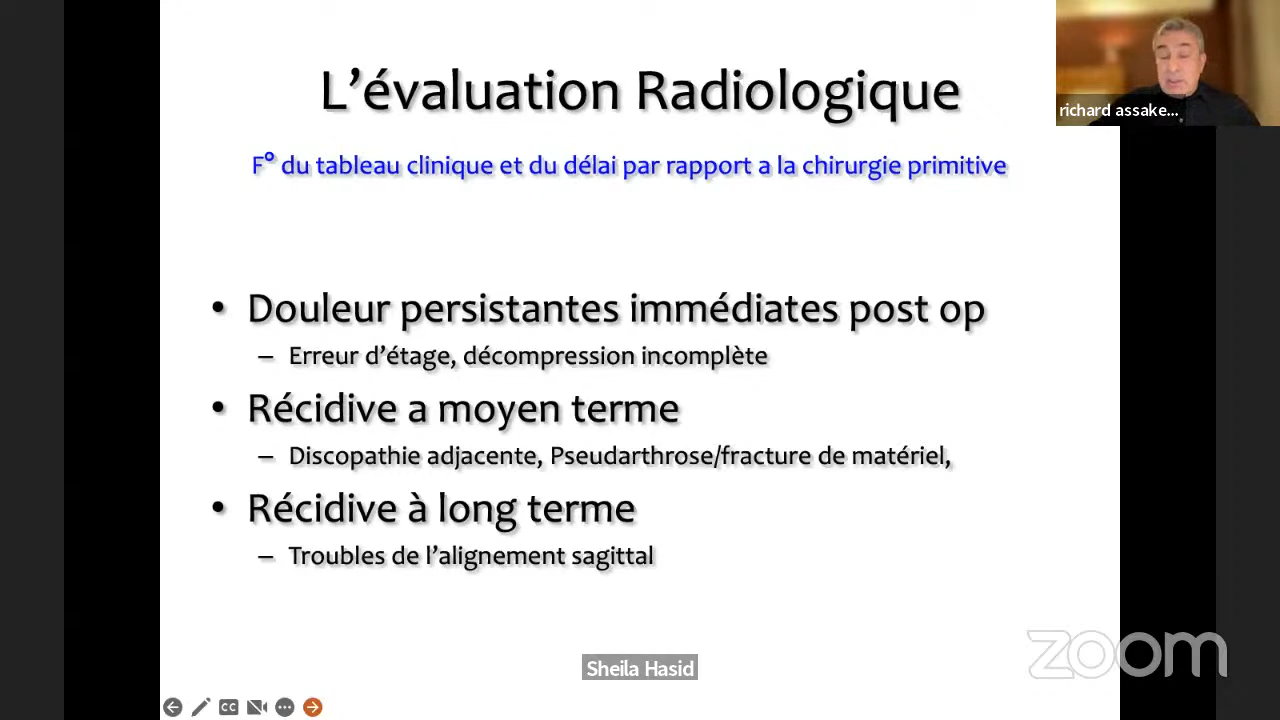 L'évaluation Radiologique
F° du tableau clinique et du délai par rapport a la chirurgie primitive
• Douleur persistantes immédiates post op
– Erreur d'étage, décompression incomplète
• Récidive a moyen terme
– Discopathie adjacente, Pseudarthrose/fracture de matériel,
• Récidive à long terme
– Troubles de l'alignement sagittal
richard assake...
Sheila Hasid
zoom
CC